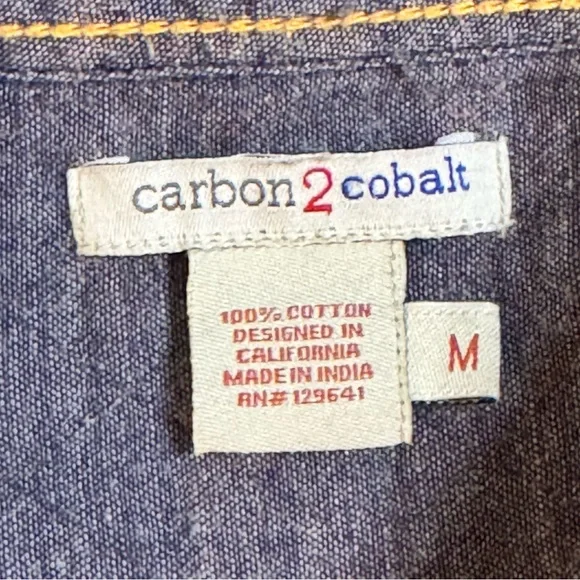 carbon2cobalt
100% COTTON
DESIGNED IN
CALIFORNIA
MADE IN INDIA
RN# 129641
M